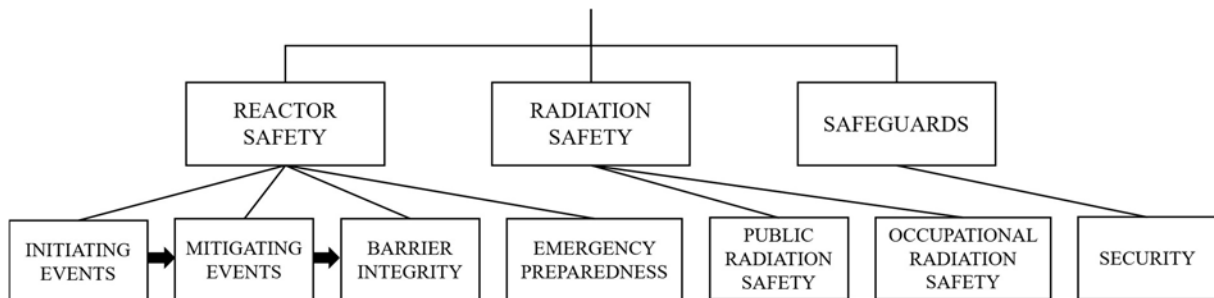 REACTOR
SAFETY
RADIATION
SAFETY
SAFEGUARDS
INITIATING
EVENTS
MITIGATING
EVENTS
BARRIER
INTEGRITY
EMERGENCY
PREPAREDNESS
PUBLIC
RADIATION
SAFETY
OCCUPATIONAL
RADIATION
SAFETY
SECURITY